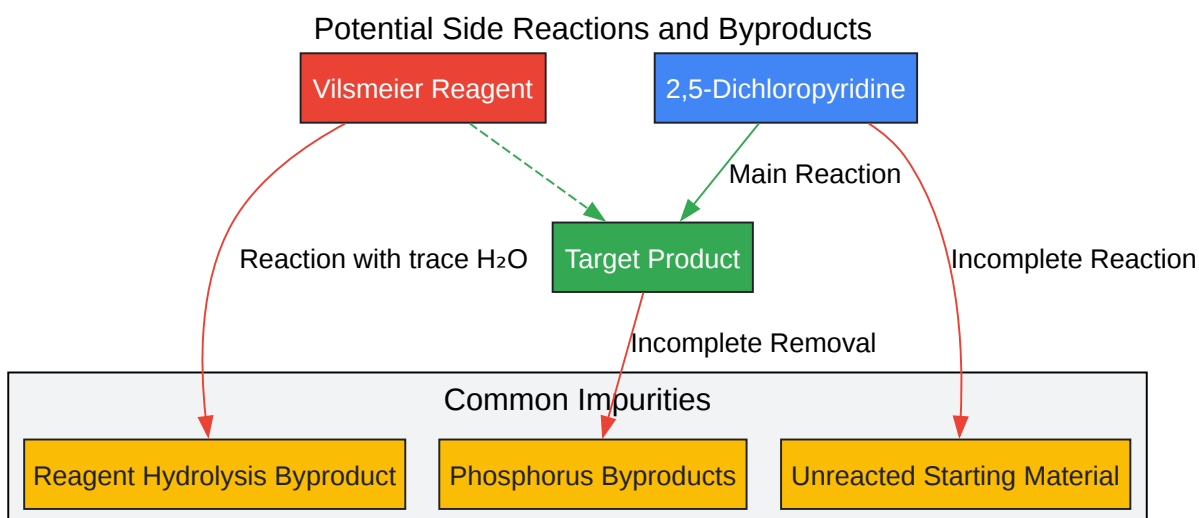 Potential Side Reactions and Byproducts
Vilsmeier Reagent
2,5-Dichloropyridine
Main Reaction
Reaction with trace H₂O
Target Product
Incomplete Reaction
Incomplete Removal
Common Impurities
Reagent Hydrolysis Byproduct
Phosphorus Byproducts
Unreacted Starting Material